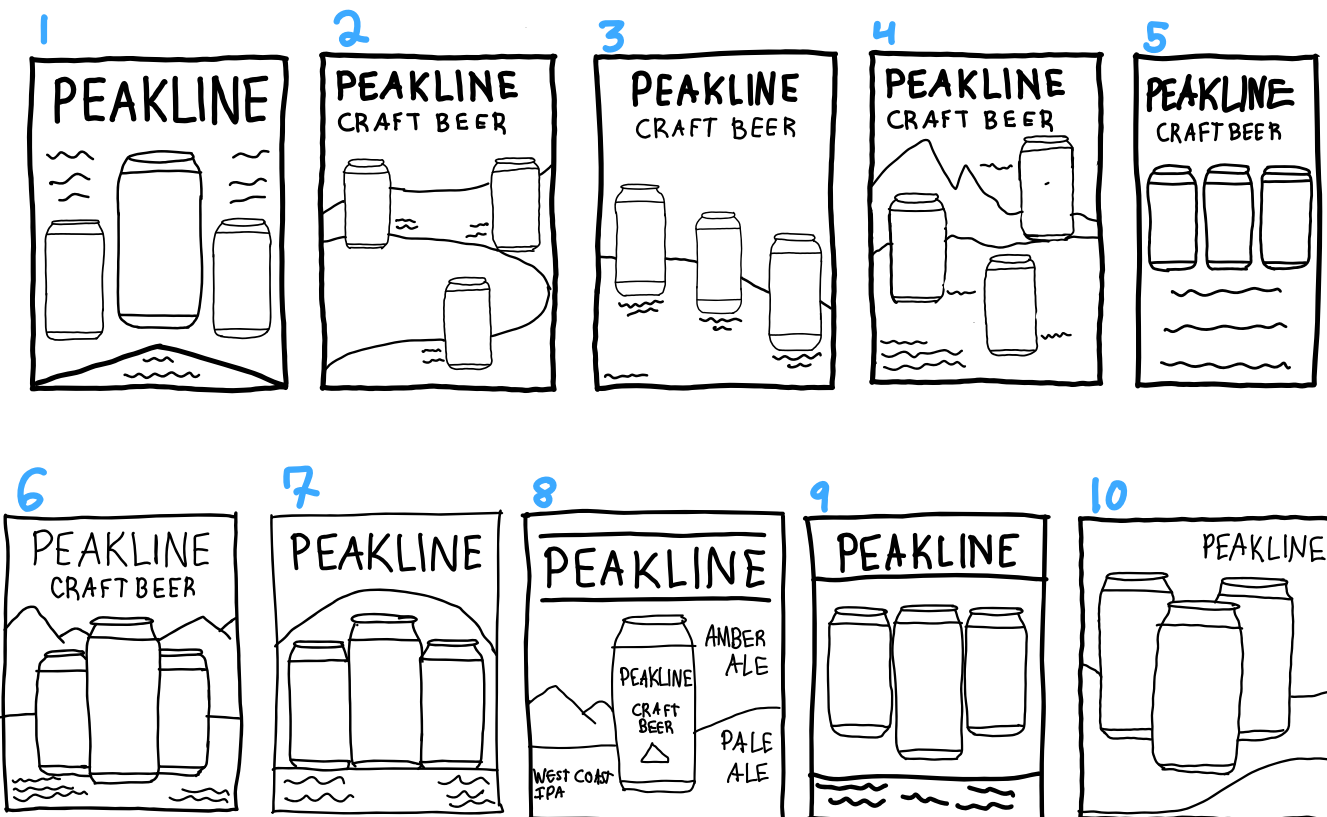 1
PEAKLINE
2
PEAKLINE
CRAFT BEER
3
PEAKLINE
CRAFT BEER
4
PEAKLINE
CRAFT BEER
5
PEAKLINE
CRAFT BEER
6
PEAKLINE
CRAFT BEER
7
PEAKLINE
8
PEAKLINE
PEAKLINE
CRAFT
BEER
AMBER
ALE
PALE
ALE
WEST COAST
IPA
9
PEAKLINE
10
PEAKLINE